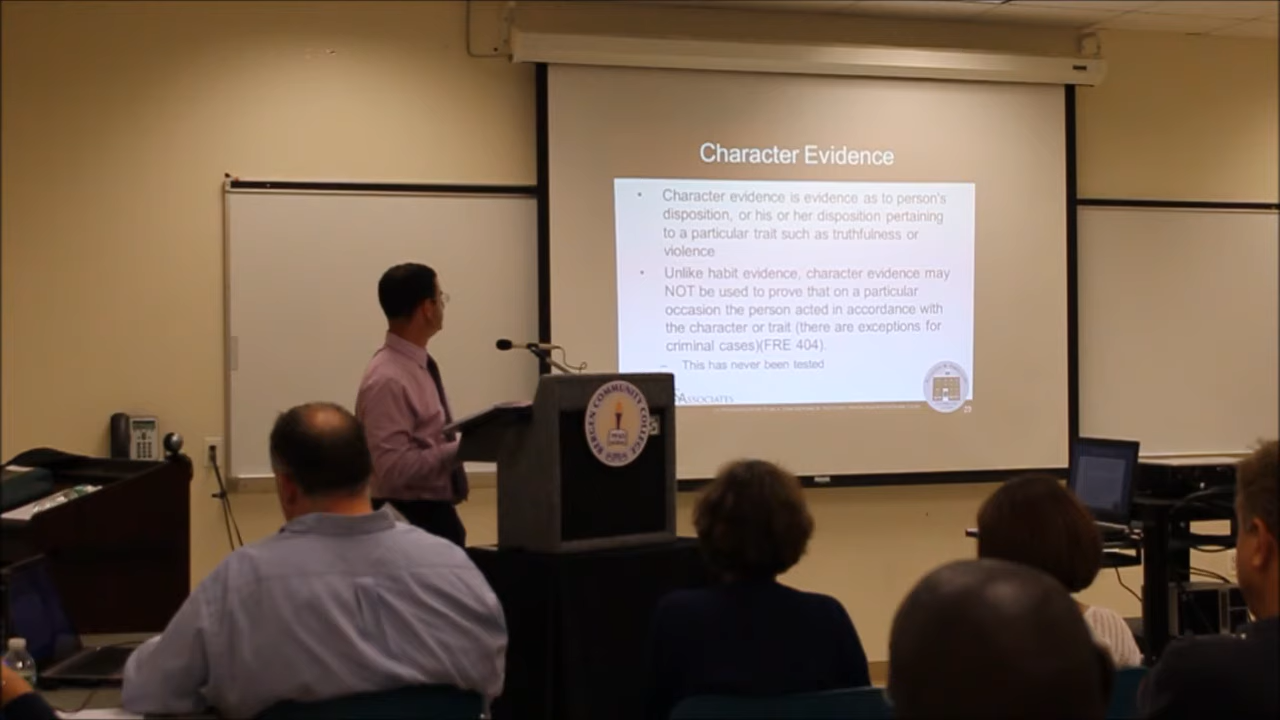 Character Evidence
• Character evidence is evidence as to person's
disposition, or his or her disposition pertaining
to a particular trait such as truthfulness or
violence
• Unlike habit evidence, character evidence may
NOT be used to prove that on a particular
occasion the person acted in accordance with
the character or trait (there are exceptions for
criminal cases)(FRE 404).
– This has never been tested
ASSOCIATES
23
BERGEN COMMUNITY COLLEGE